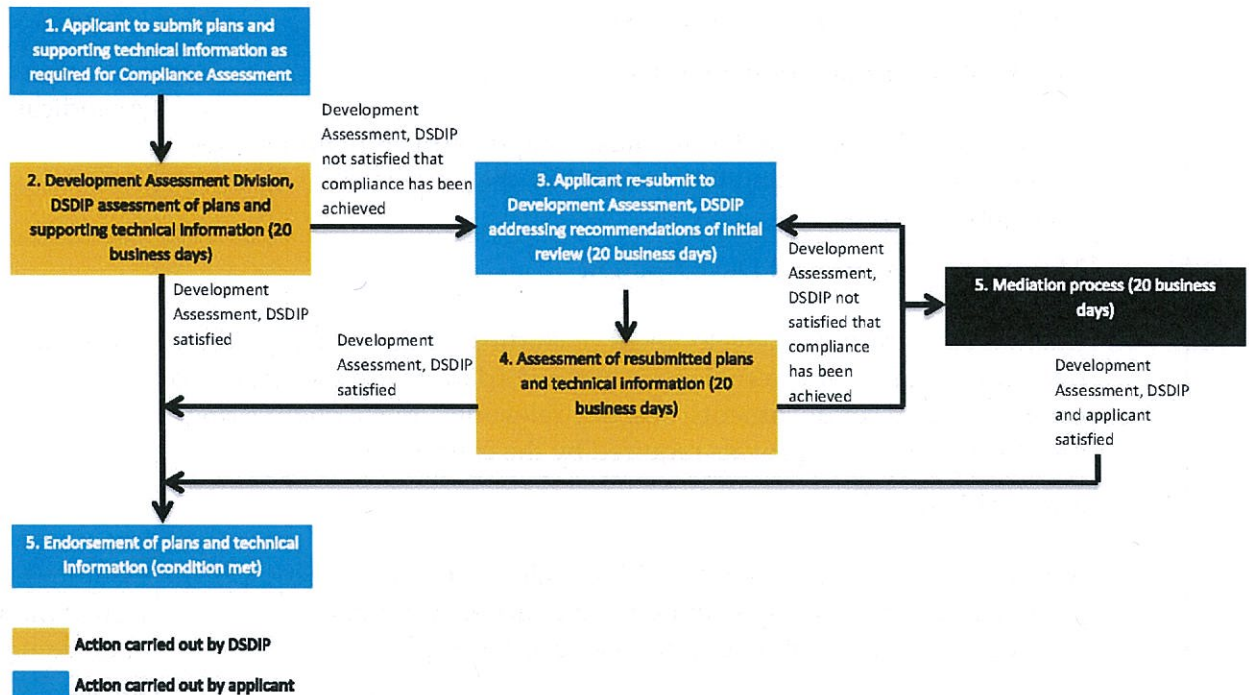 1. Applicant to submit plans and
supporting technical information as
required for Compliance Assessment
Development
Assessment, DSDIP
not satisfied that
compliance has been
achieved
2. Development Assessment Division,
DSDIP assessment of plans and
supporting technical information (20
business days)
3. Applicant re-submit to
Development Assessment, DSDIP
addressing recommendations of initial
review (20 business days)
Development
Assessment, DSDIP
satisfied
Development
Assessment, DSDIP
satisfied
4. Assessment of resubmitted plans
and technical information (20
business days)
Development
Assessment,
DSDIP not
satisfied that
compliance
has been
achieved
5. Mediation process (20 business
days)
Development
Assessment, DSDIP
and applicant
satisfied
5. Endorsement of plans and technical
information (condition met)
Action carried out by DSDIP
Action carried out by applicant